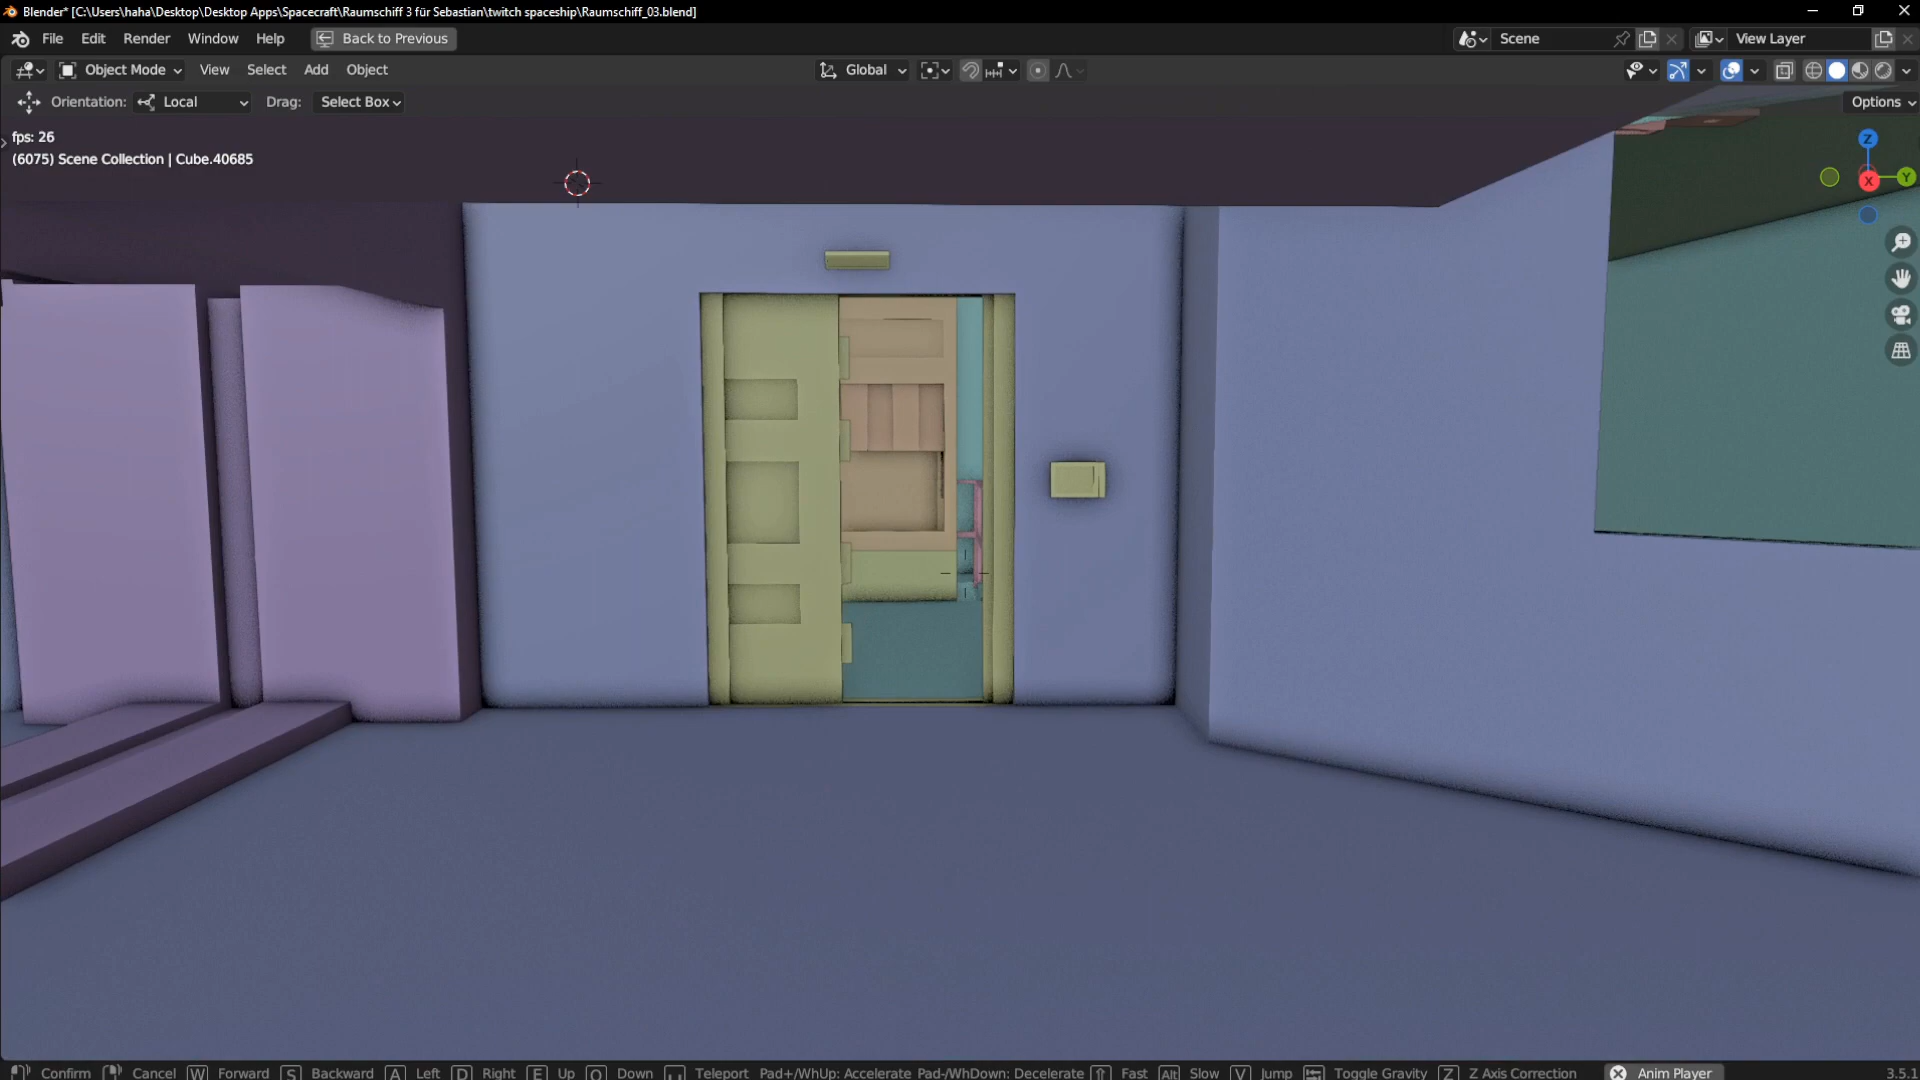 Blender* [C:\Users\haha\Desktop\Desktop Apps\Spacecraft\Raumschiff 3 für Sebastian\twitch spaceship\Raumschiff_03.blend]
File Edit Render Window Help Back to Previous Scene View Layer
Object Mode View Select Add Object Global
Orientation: Local Drag: Select Box Options
fps: 26
(6075) Scene Collection | Cube.40685
Z
Y
X
Confirm Cancel W Forward S Backward A Left D Right E Up Q Down Teleport Pad+/WhUp: Accelerate Pad-/WhDown: Decelerate Fast Alt Slow V Jump Toggle Gravity Z Z Axis Correction Anim Player 3.5.1